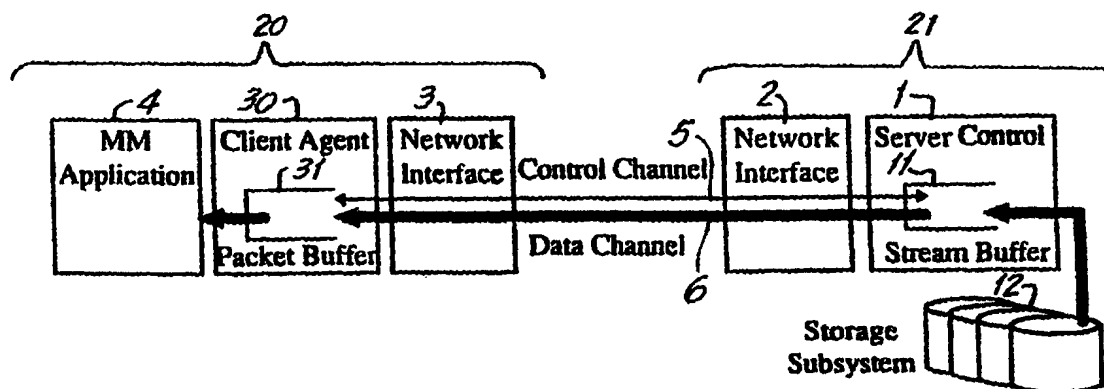 20
21
4
30
3
2
1
MM
Application
Client Agent
31
Packet Buffer
Network
Interface
Control Channel
5
Data Channel
6
Network
Interface
Server Control
11
Stream Buffer
12
Storage
Subsystem